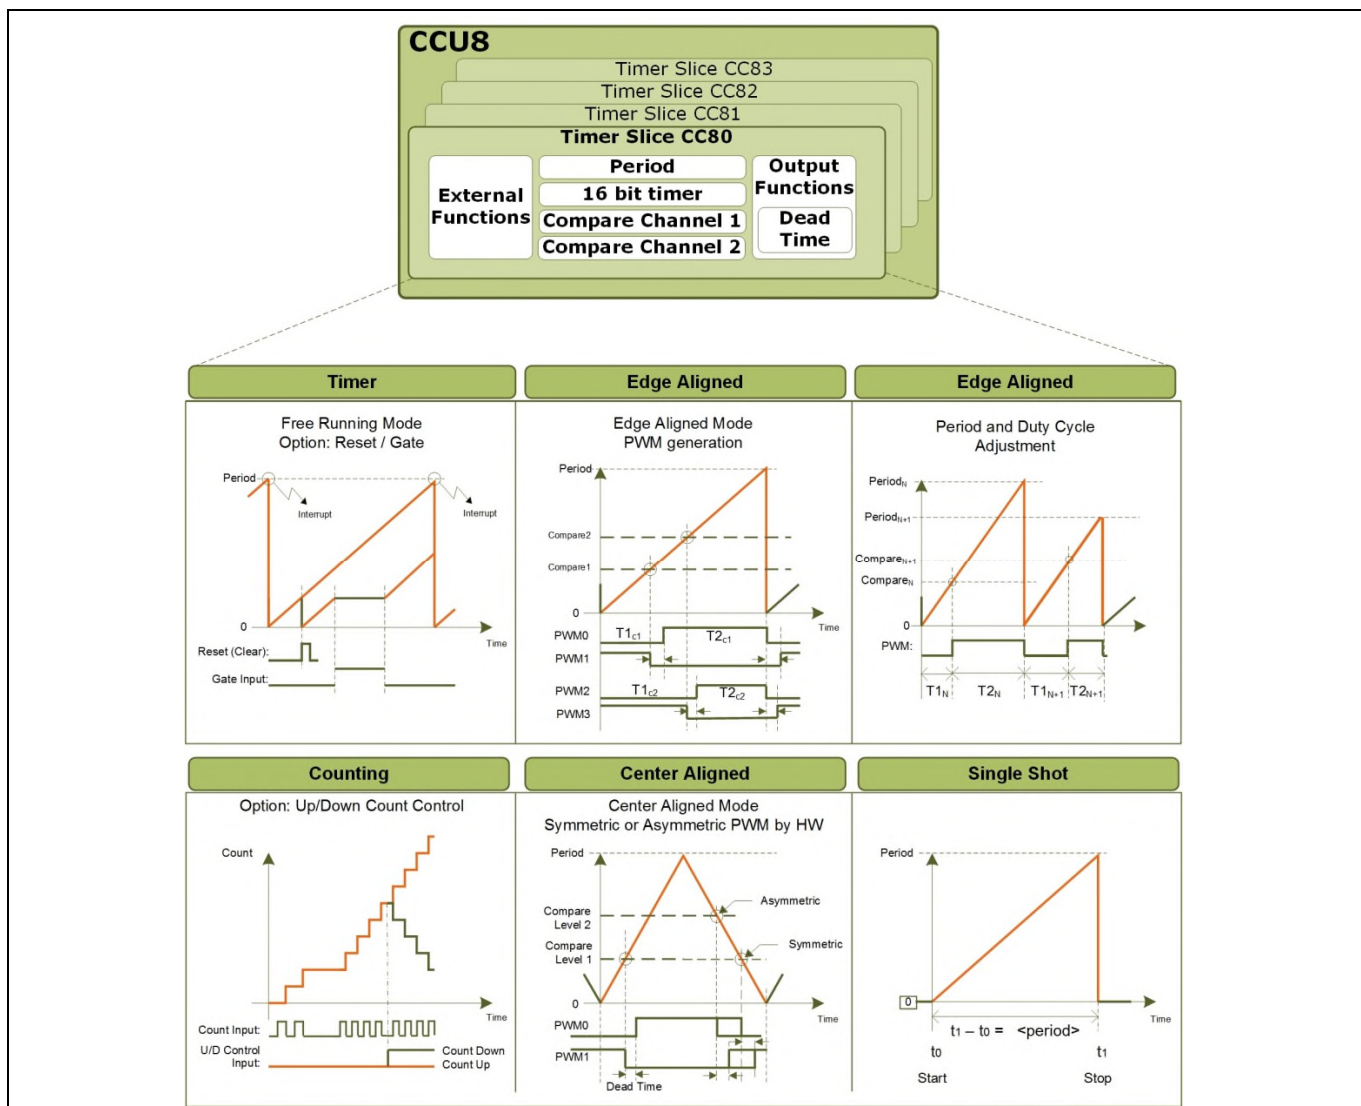 CCU8
Timer Slice CC83
Timer Slice CC82
Timer Slice CC81
Timer Slice CC80
External
Functions
Period
16 bit timer
Compare Channel 1
Compare Channel 2
Output
Functions
Dead
Time
Timer
Free Running Mode
Option: Reset / Gate
Period
Interrupt
Interrupt
0
Time
Reset (Clear):
Gate Input:
Edge Aligned
Edge Aligned Mode
PWM generation
Period
Compare2
Compare1
0
Time
PWM0
T1c1
T2c1
PWM1
PWM2
T1c2
T2c2
PWM3
Edge Aligned
Period and Duty Cycle
Adjustment
PeriodN
PeriodN+1
CompareN+1
CompareN
0
Time
PWM:
T1N
T2N
T1N+1
T2N+1
Counting
Option: Up/Down Count Control
Count
Time
Count Input:
U/D Control
Input:
Count Down
Count Up
Center Aligned
Center Aligned Mode
Symmetric or Asymmetric PWM by HW
Period
Asymmetric
Compare
Level 2
Symmetric
Compare
Level 1
0
Time
PWM0
PWM1
Dead Time
Single Shot
Period
0
Time
t1 – t0 = <period>
t0
t1
Start
Stop